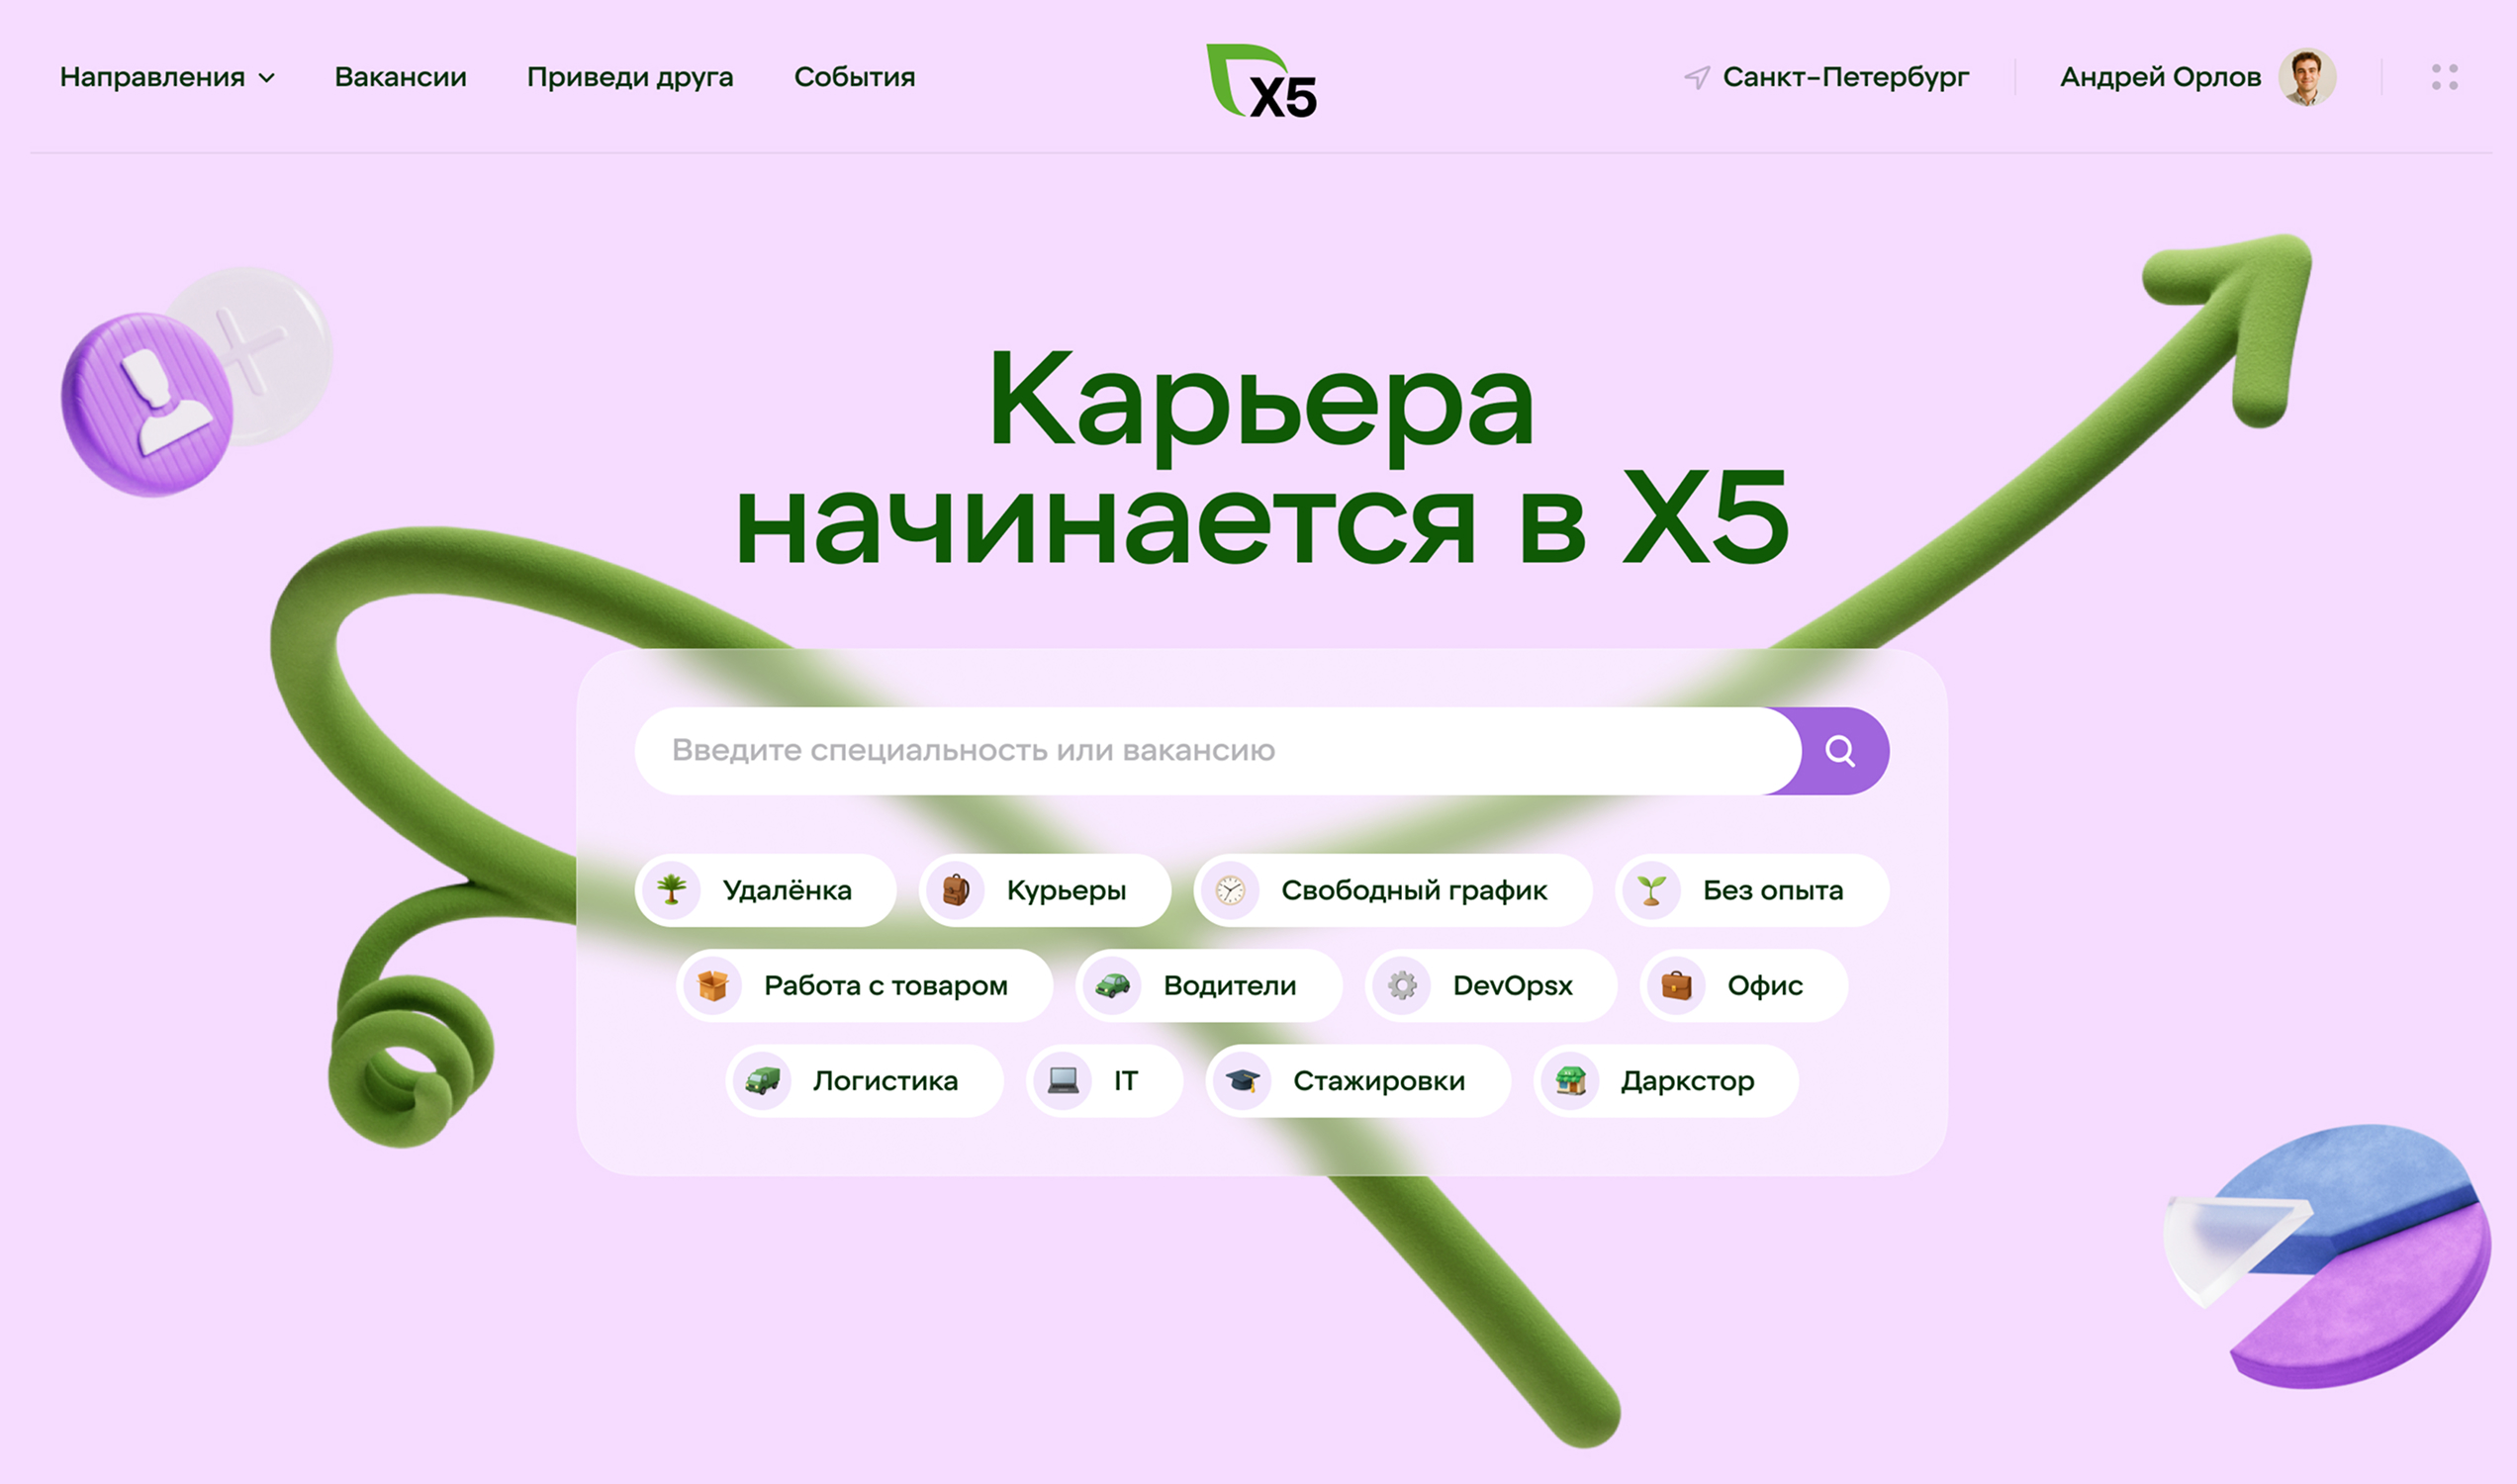 Направления Вакансии Приведи друга События X5 Санкт-Петербург Андрей Орлов
Карьера
начинается в X5
Введите специальность или вакансию
Удалёнка Курьеры Свободный график Без опыта
Работа с товаром Водители DevOpsx Офис
Логистика IT Стажировки Даркстор